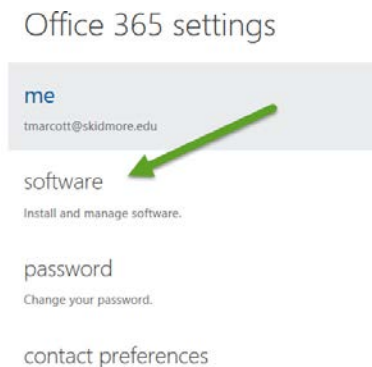 Office 365 settings
me
tmarcott@skidmore.edu
software
Install and manage software.
password
Change your password.
contact preferences